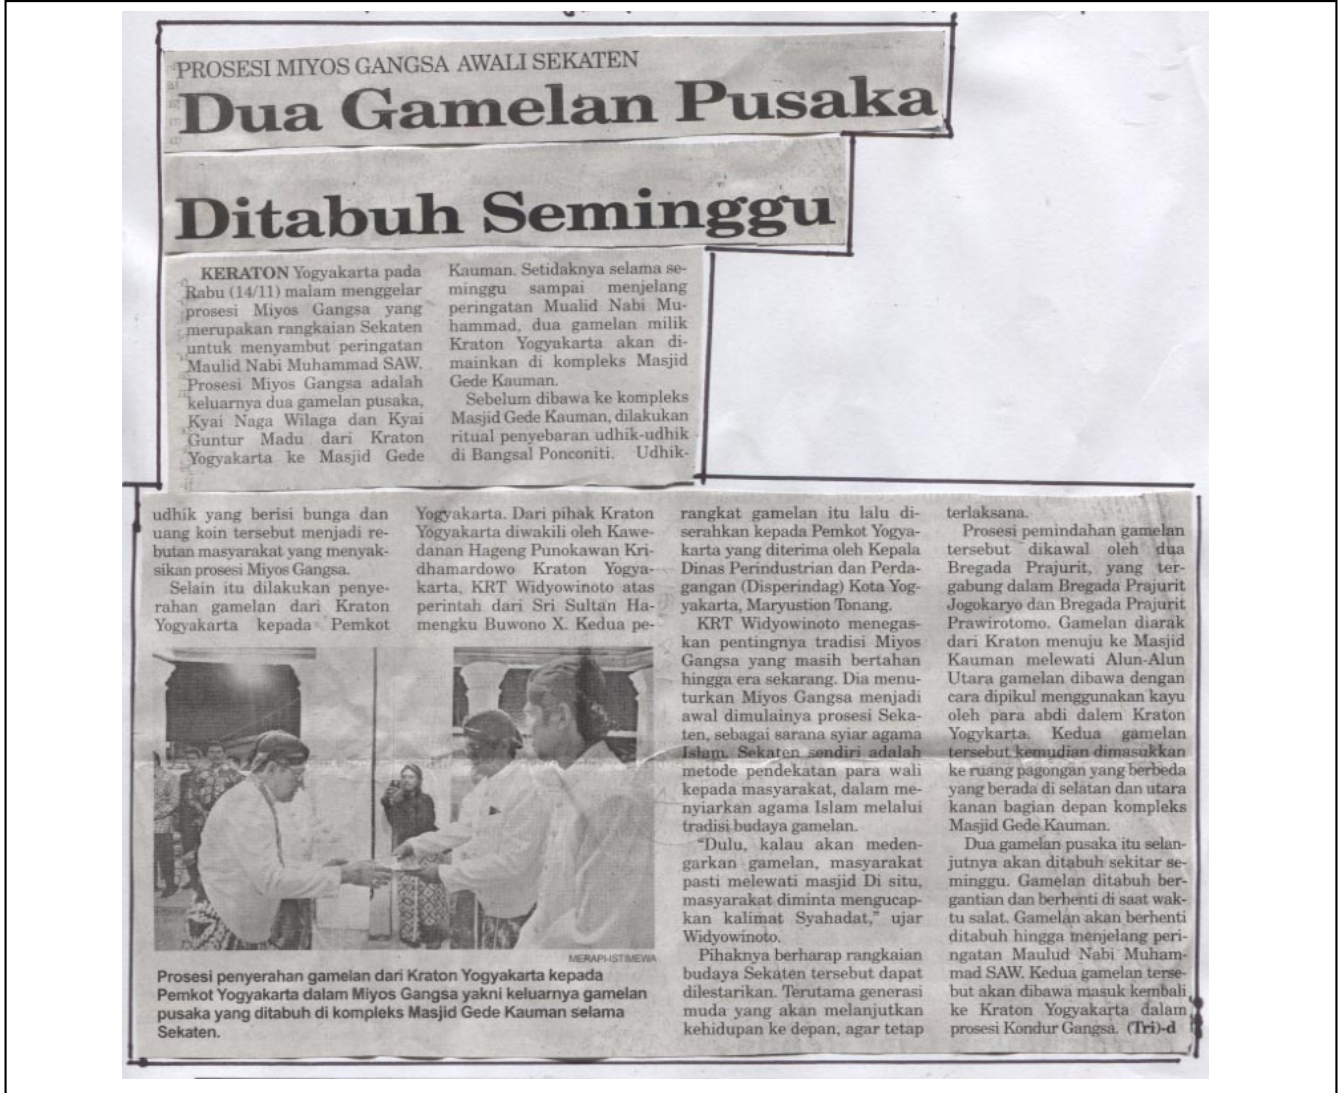 PROSESI MIYOS GANGSA AWALI SEKATEN
Dua Gamelan Pusaka
Ditabuh Seminggu
KERATON Yogyakarta pada
Rabu (14/11) malam menggelar
prosesi Miyos Gangsa yang
merupakan rangkaian Sekaten
untuk menyambut peringatan
Maulid Nabi Muhammad SAW.
Prosesi Miyos Gangsa adalah
keluarnya dua gamelan pusaka,
Kyai Naga Wilaga dan Kyai
Guntur Madu dari Kraton
Yogyakarta ke Masjid Gede
Kauman. Setidaknya selama se-
minggu sampai menjelang
peringatan Mualid Nabi Mu-
hammad, dua gamelan milik
Kraton Yogyakarta akan di-
mainkan di kompleks Masjid
Gede Kauman.
Sebelum dibawa ke kompleks
Masjid Gede Kauman, dilakukan
ritual penyebaran udhik-udhik
di Bangsal Ponconiti. Udhik-
udhik yang berisi bunga dan
uang koin tersebut menjadi re-
butan masyarakat yang menyak-
sikan prosesi Miyos Gangsa.
Selain itu dilakukan penye-
rahan gamelan dari Kraton
Yogyakarta kepada Pemkot
Yogyakarta. Dari pihak Kraton
Yogyakarta diwakili oleh Kawe-
danan Hageng Punokawan Kri-
dhamardowo Kraton Yogya-
karta, KRT Widyowinoto atas
perintah dari Sri Sultan Ha-
mengku Buwono X. Kedua pe-
rangkat gamelan itu lalu di-
serahkan kepada Pemkot Yogya-
karta yang diterima oleh Kepala
Dinas Perindustrian dan Perda-
gangan (Disperindag) Kota Yog-
yakarta, Maryustion Tonang.
KRT Widyowinoto menegas-
kan pentingnya tradisi Miyos
Gangsa yang masih bertahan
hingga era sekarang. Dia menu-
turkan Miyos Gangsa menjadi
awal dimulainya prosesi Seka-
ten, sebagai sarana syiar agama
Islam. Sekaten sendiri adalah
metode pendekatan para wali
kepada masyarakat, dalam me-
nyiarkan agama Islam melalui
tradisi budaya gamelan.
"Dulu, kalau akan meden-
garkan gamelan, masyarakat
pasti melewati masjid Di situ,
masyarakat diminta mengucap-
kan kalimat Syahadat," ujar
Widyowinoto.
Pihaknya berharap rangkaian
budaya Sekaten tersebut dapat
dilestarikan. Terutama generasi
muda yang akan melanjutkan
kehidupan ke depan, agar tetap
terlaksana.
Prosesi pemindahan gamelan
tersebut dikawal oleh dua
Bregada Prajurit, yang ter-
gabung dalam Bregada Prajurit
Jogokaryo dan Bregada Prajurit
Prawirotomo. Gamelan diarak
dari Kraton menuju ke Masjid
Kauman melewati Alun-Alun
Utara gamelan dibawa dengan
cara dipikul menggunakan kayu
oleh para abdi dalem Kraton
Yogykarta. Kedua gamelan
tersebut kemudian dimasukkan
ke ruang pagongan yang berbeda
yang berada di selatan dan utara
kanan bagian depan kompleks
Masjid Gede Kauman.
Dua gamelan pusaka itu selan-
jutnya akan ditabuh sekitar se-
minggu. Gamelan ditabuh ber-
gantian dan berhenti di saat wak-
tu salat. Gamelan akan berhenti
ditabuh hingga menjelang peri-
ngatan Maulud Nabi Muham-
mad SAW. Kedua gamelan terse-
but akan dibawa masuk kembali
ke Kraton Yogyakarta dalam
prosesi Kondur Gangsa. (Tri)-d
MERAPI-ISTIMEWA
Prosesi penyerahan gamelan dari Kraton Yogyakarta kepada
Pemkot Yogyakarta dalam Miyos Gangsa yakni keluarnya gamelan
pusaka yang ditabuh di kompleks Masjid Gede Kauman selama
Sekaten.